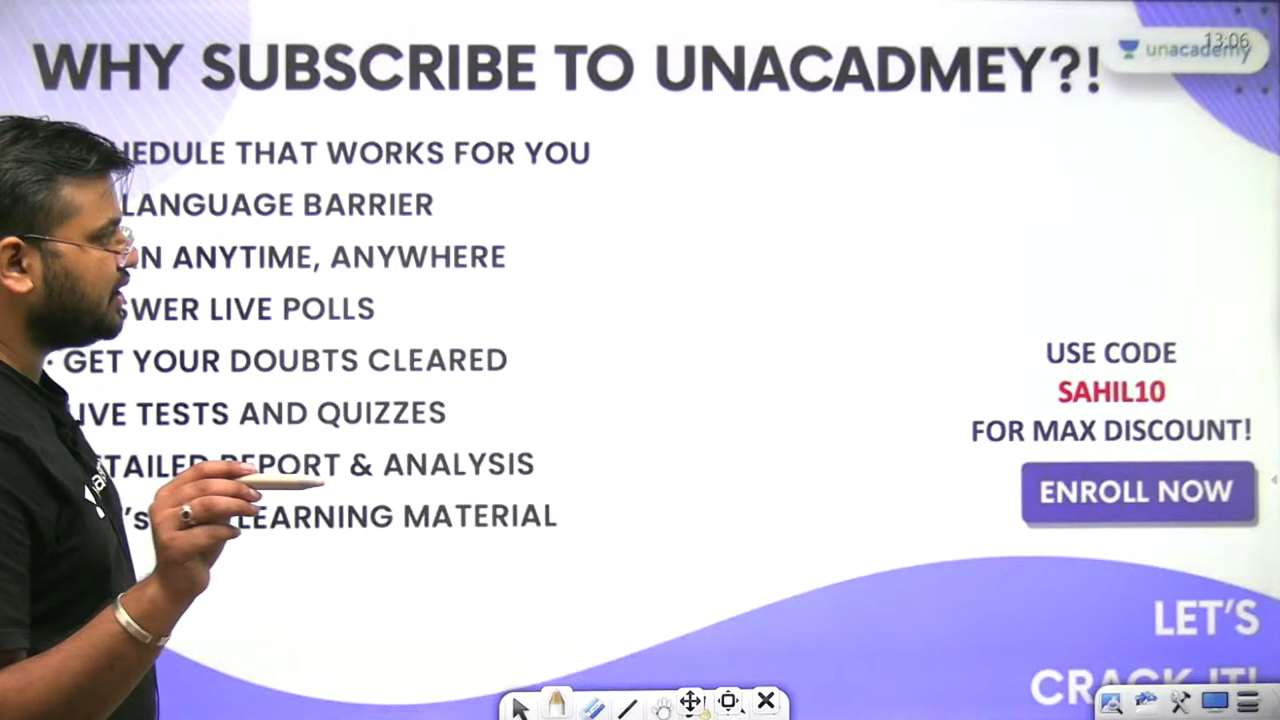 WHY SUBSCRIBE TO UNACADMEY?!
13:06
unacademy
HEDULE THAT WORKS FOR YOU
LANGUAGE BARRIER
N ANYTIME, ANYWHERE
SWER LIVE POLLS
· GET YOUR DOUBTS CLEARED
IVE TESTS AND QUIZZES
TAILED REPORT & ANALYSIS
's LEARNING MATERIAL
USE CODE
SAHIL10
FOR MAX DISCOUNT!
ENROLL NOW
LET'S
CRACK IT!